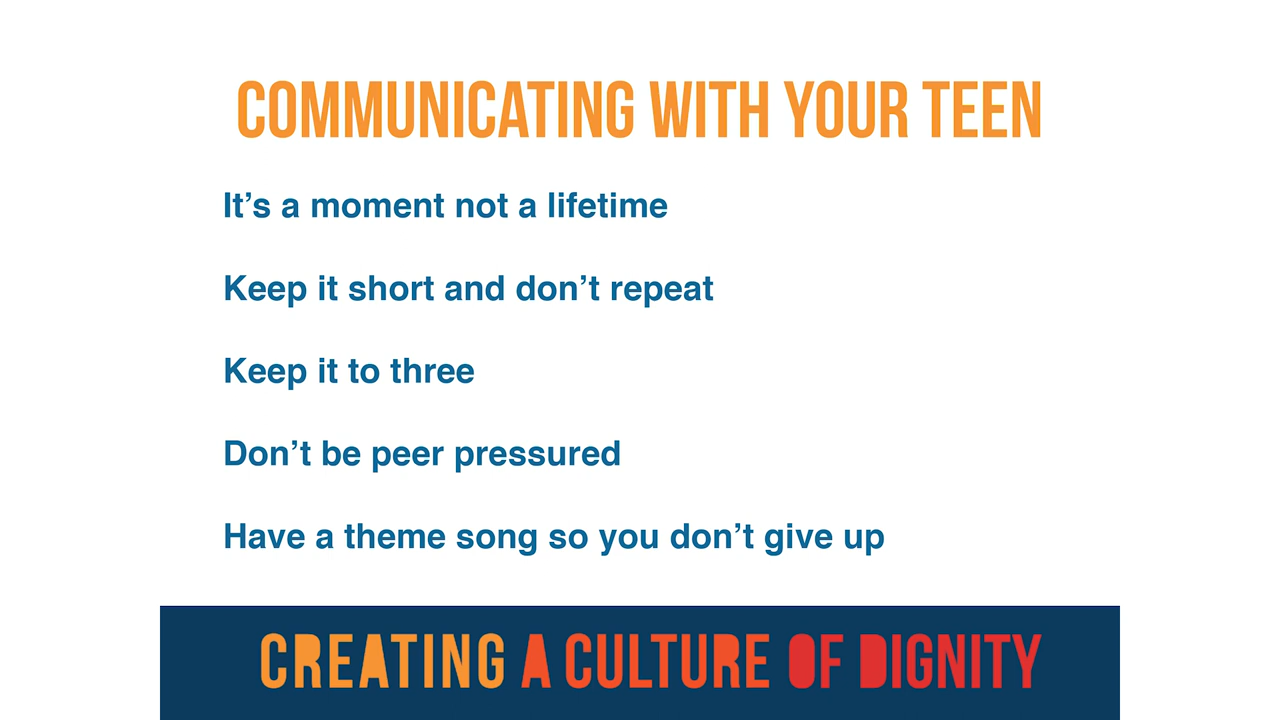 COMMUNICATING WITH YOUR TEEN
It’s a moment not a lifetime
Keep it short and don’t repeat
Keep it to three
Don’t be peer pressured
Have a theme song so you don’t give up
CREATING A CULTURE OF DIGNITY